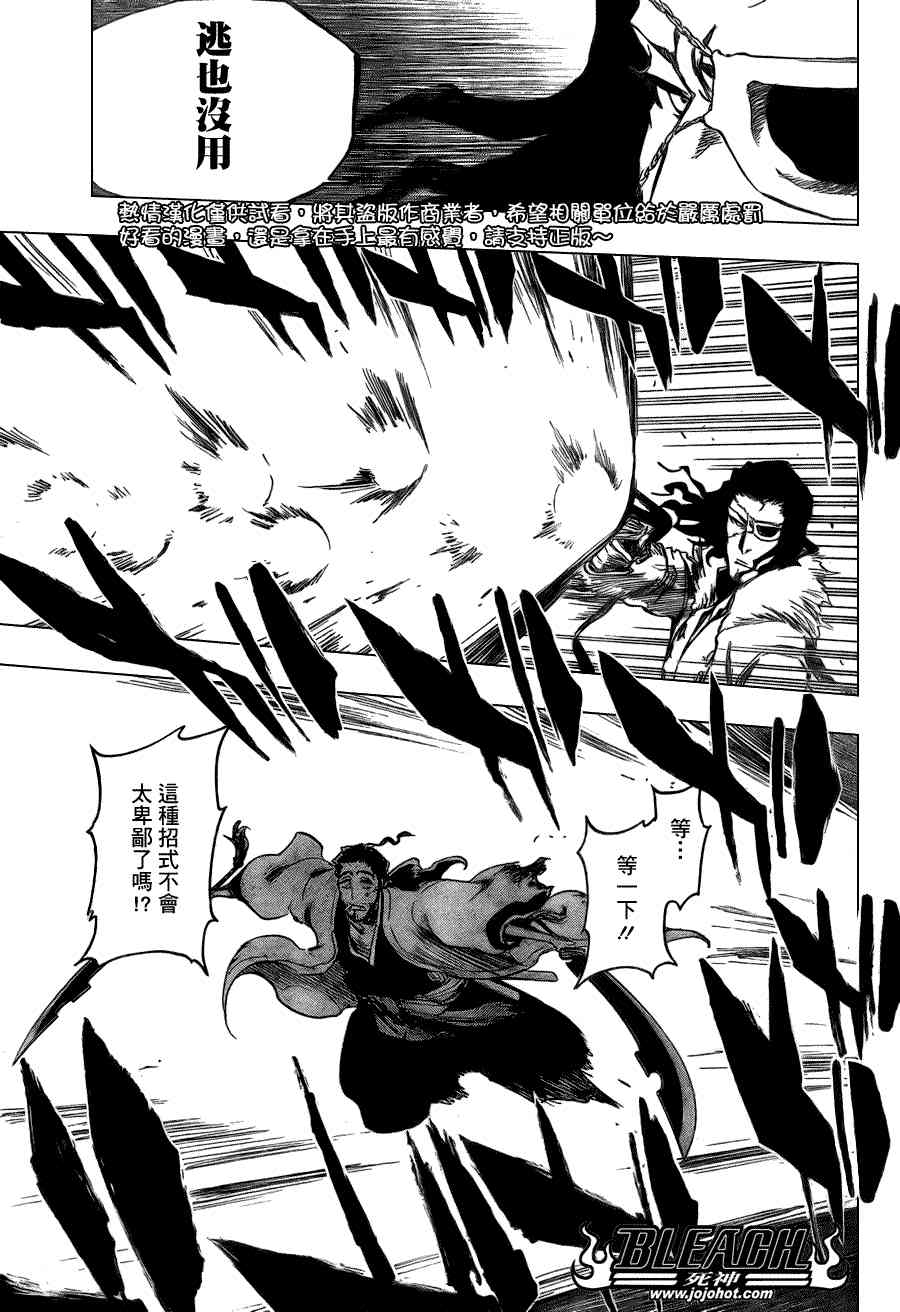 逃也沒用
熱情漢化僅供試看，將其盜版作商業者，希望相關單位給於嚴厲處罰
好看的漫畫，還是拿在手上最有感覺，請支持正版～
等…
等一下!!
這種招式不會
太卑鄙了嗎!?
BLEACH
死神
www.jojohot.com